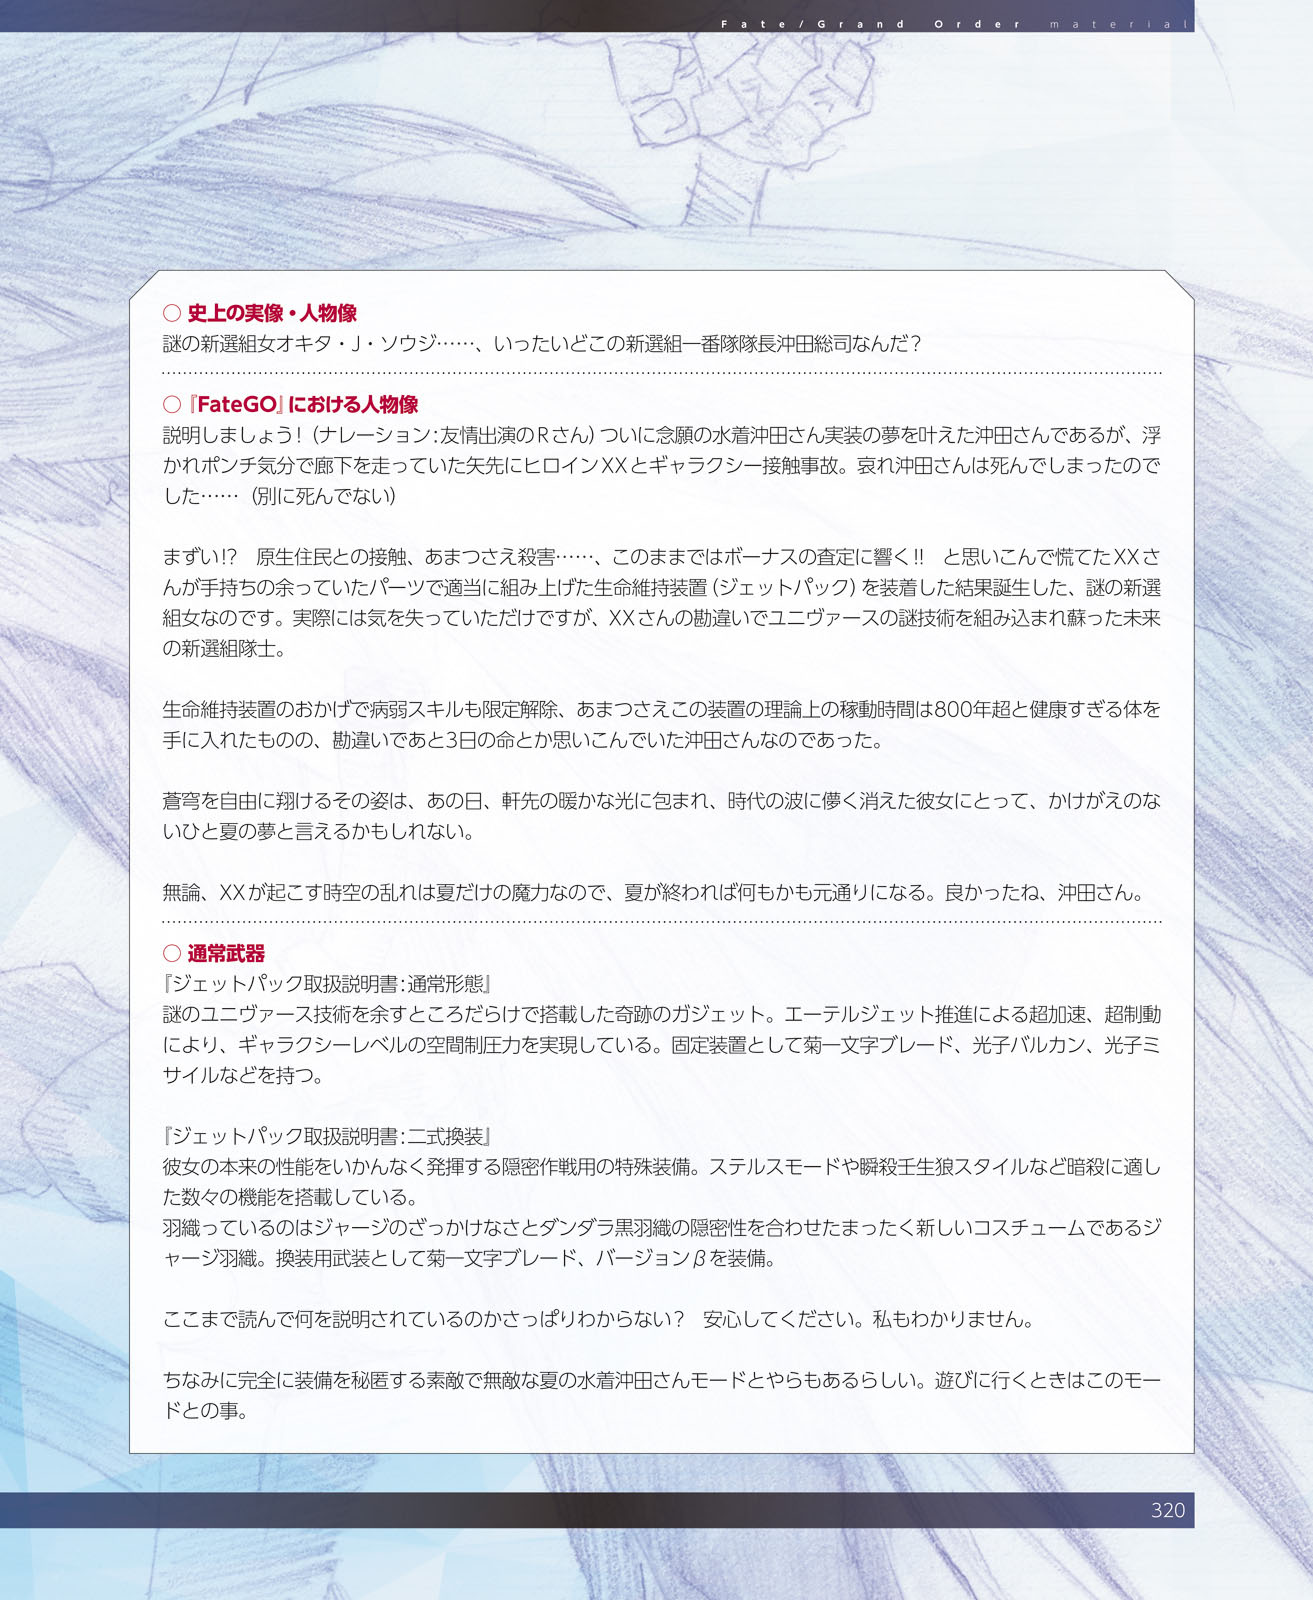 Fate/Grand Order material
○ 史上の実像・人物像
謎の新選組女オキタ・J・ソウジ……、いったいどこの新選組一番隊隊長沖田総司なんだ？
○『FateGO』における人物像
説明しましょう！（ナレーション：友情出演のRさん）ついに念願の水着沖田さん実装の夢を叶えた沖田さんであるが、浮
かれポンチ気分で廊下を走っていた矢先にヒロインXXとギャラクシー接触事故。哀れ沖田さんは死んでしまったので
した……（別に死んでない）
まずい!?　原生住民との接触、あまつさえ殺害……、このままではボーナスの査定に響く!!　と思いこんで慌てたXXさ
んが手持ちの余っていたパーツで適当に組み上げた生命維持装置（ジェットパック）を装着した結果誕生した、謎の新選
組女なのです。実際には気を失っていただけですが、XXさんの勘違いでユニヴァースの謎技術を組み込まれ蘇った未来
の新選組隊士。
生命維持装置のおかげで病弱スキルも限定解除、あまつさえこの装置の理論上の稼動時間は800年超と健康すぎる体を
手に入れたものの、勘違いであと3日の命とか思いこんでいた沖田さんなのであった。
蒼穹を自由に翔けるその姿は、あの日、軒先の暖かな光に包まれ、時代の波に儚く消えた彼女にとって、かけがえのな
いひと夏の夢と言えるかもしれない。
無論、XXが起こす時空の乱れは夏だけの魔力なので、夏が終われば何もかも元通りになる。良かったね、沖田さん。
○ 通常武器
『ジェットパック取扱説明書：通常形態』
謎のユニヴァース技術を余すところだらけで搭載した奇跡のガジェット。エーテルジェット推進による超加速、超制動
により、ギャラクシーレベルの空間制圧力を実現している。固定装置として菊一文字ブレード、光子バルカン、光子ミ
サイルなどを持つ。
『ジェットパック取扱説明書：二式換装』
彼女の本来の性能をいかんなく発揮する隠密作戦用の特殊装備。ステルスモードや瞬殺壬生狼スタイルなど暗殺に適し
た数々の機能を搭載している。
羽織っているのはジャージのざっかけなさとダンダラ黒羽織の隠密性を合わせたまったく新しいコスチュームであるジ
ャージ羽織。換装用武装として菊一文字ブレード、バージョンβを装備。
ここまで読んで何を説明されているのかさっぱりわからない？　安心してください。私もわかりません。
ちなみに完全に装備を秘匿する素敵で無敵な夏の水着沖田さんモードとやらもあるらしい。遊びに行くときはこのモー
ドとの事。
320